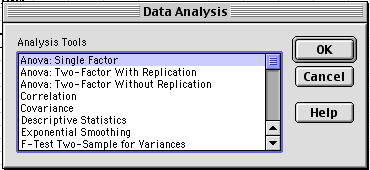 Data Analysis
Analysis Tools
Anova: Single Factor
Anova: Two-Factor With Replication
Anova: Two-Factor Without Replication
Correlation
Covariance
Descriptive Statistics
Exponential Smoothing
F-Test Two-Sample for Variances
OK
Cancel
Help